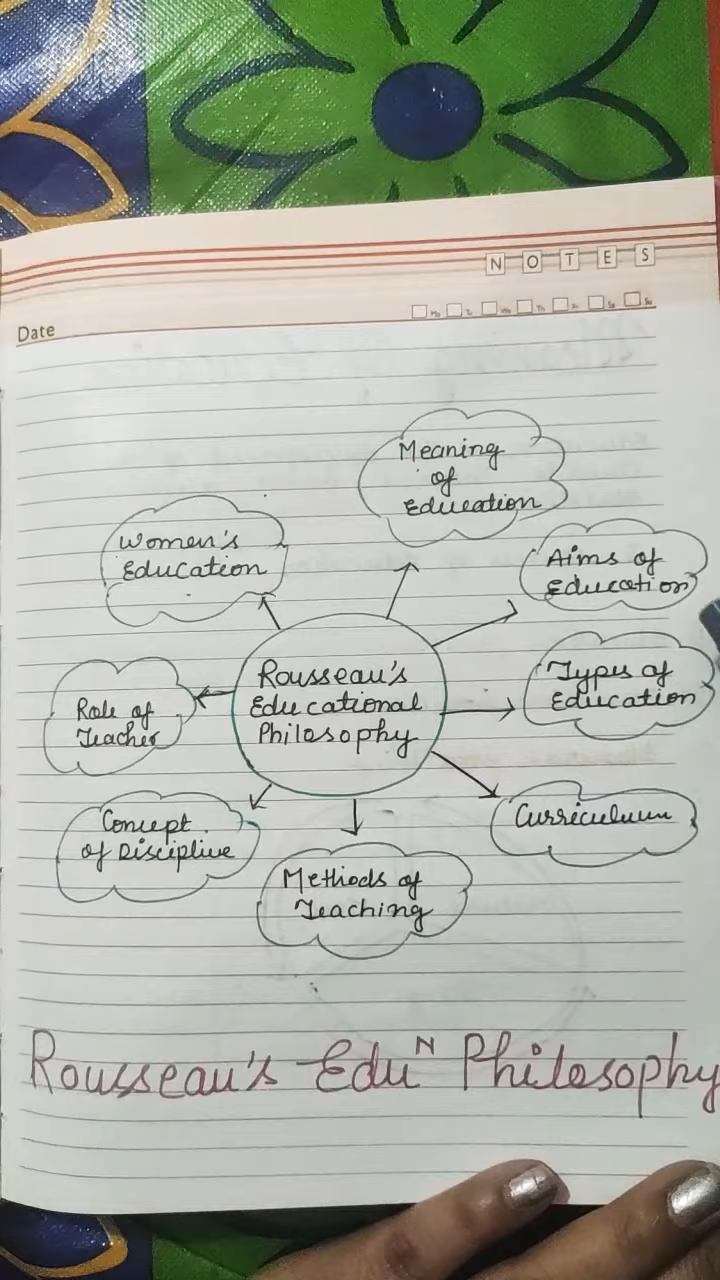 N O T E S
Date
Meaning
of
Education
Women's
Education
Aims of
Education
Rousseau's
Educational
Philosophy
Types of
Education
Role of
Teacher
Curriculum
Concept
of Discipline
Methods of
Teaching
Rousseau's Eduᴺ Philosophy